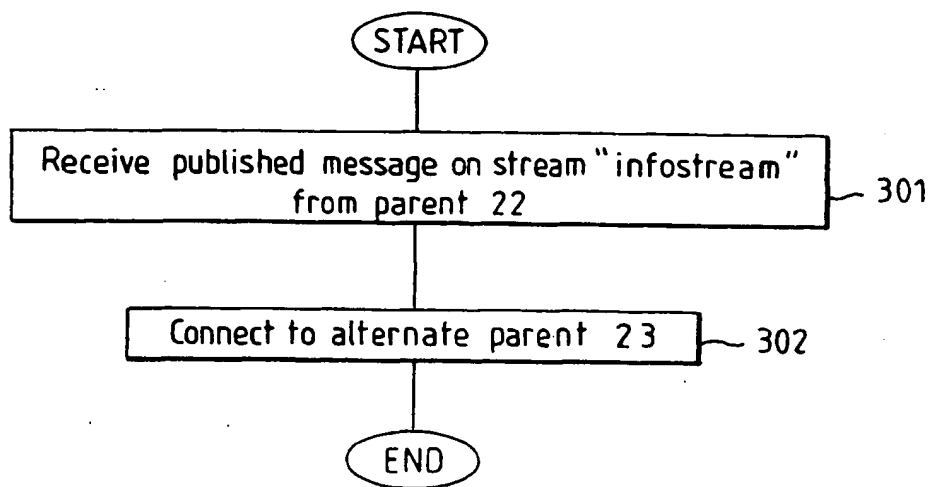 START
Receive published message on stream "infostream"
from parent 22
301
Connect to alternate parent 23
302
END